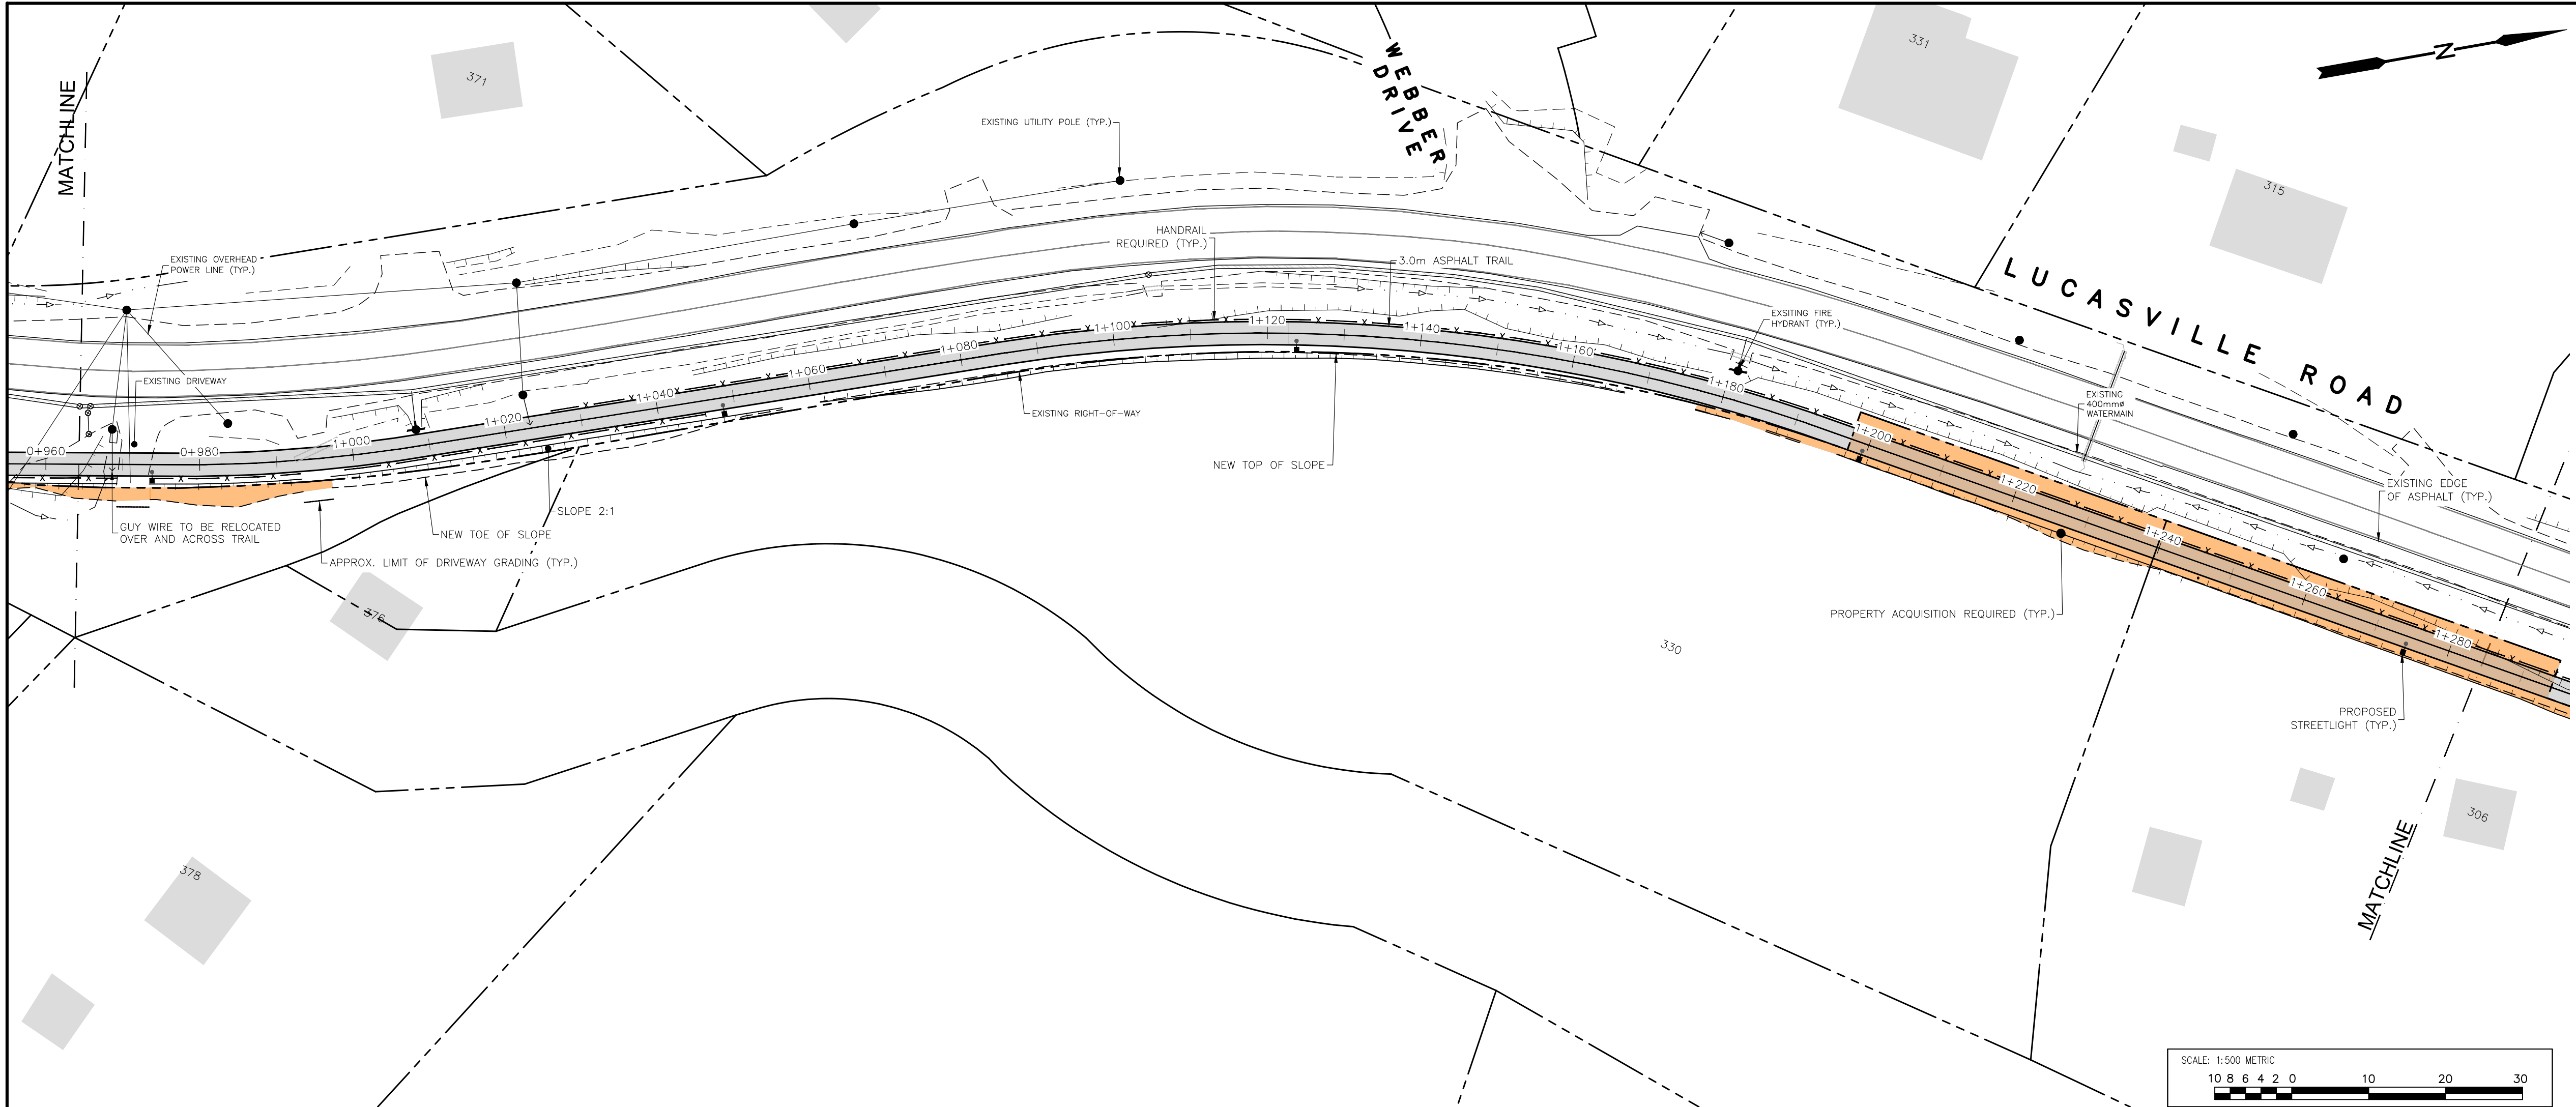 MATCHLINE
371
WEBBER
DRIVE
331
N
315
EXISTING UTILITY POLE (TYP.)
EXISTING OVERHEAD
POWER LINE (TYP.)
HANDRAIL
REQUIRED (TYP.)
3.0m ASPHALT TRAIL
LUCASVILLE ROAD
EXSITING FIRE
HYDRANT (TYP.)
EXISTING DRIVEWAY
0+960
0+980
1+000
1+020
1+040
1+060
1+080
1+100
1+120
1+140
1+160
1+180
1+200
1+220
1+240
1+260
1+280
EXISTING
400mmø
WATERMAIN
EXISTING RIGHT-OF-WAY
NEW TOP OF SLOPE
EXISTING EDGE
OF ASPHALT (TYP.)
SLOPE 2:1
GUY WIRE TO BE RELOCATED
OVER AND ACROSS TRAIL
NEW TOE OF SLOPE
APPROX. LIMIT OF DRIVEWAY GRADING (TYP.)
376
PROPERTY ACQUISITION REQUIRED (TYP.)
330
PROPOSED
STREETLIGHT (TYP.)
306
MATCHLINE
378
SCALE: 1:500 METRIC
10 8 6 4 2 0 10 20 30